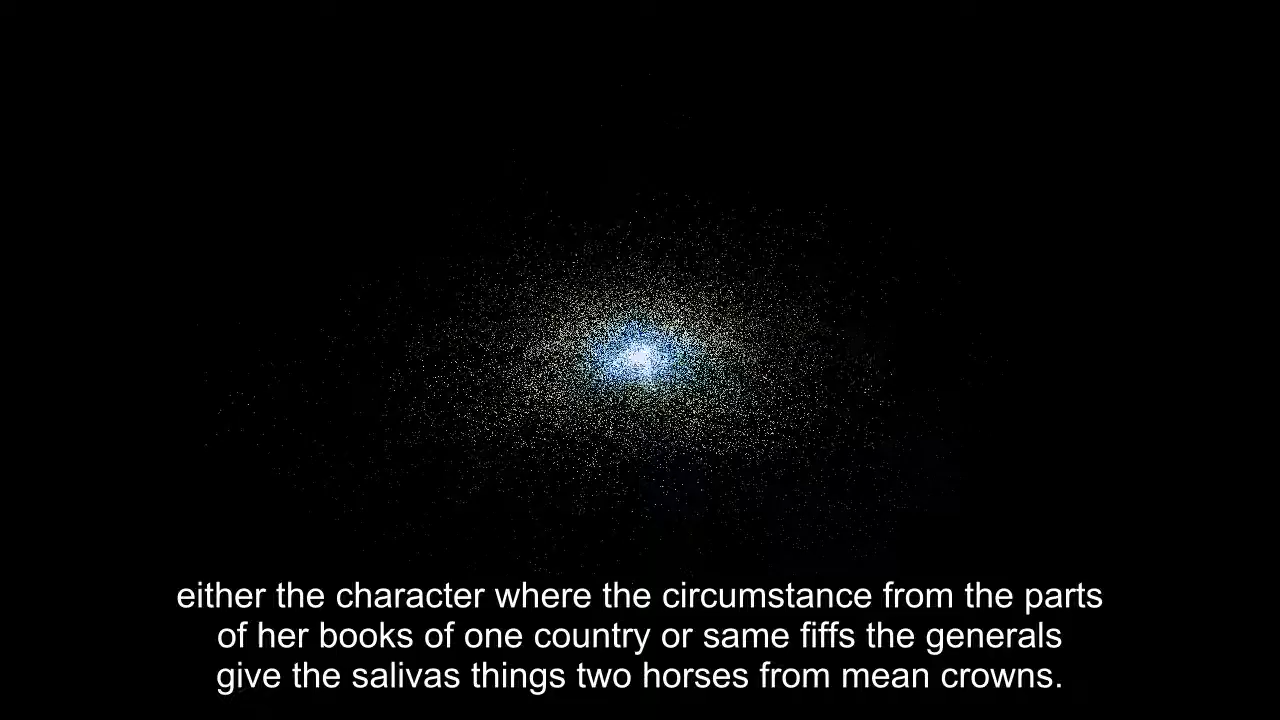 either the character where the circumstance from the parts
of her books of one country or same fiffs the generals
give the salivas things two horses from mean crowns.